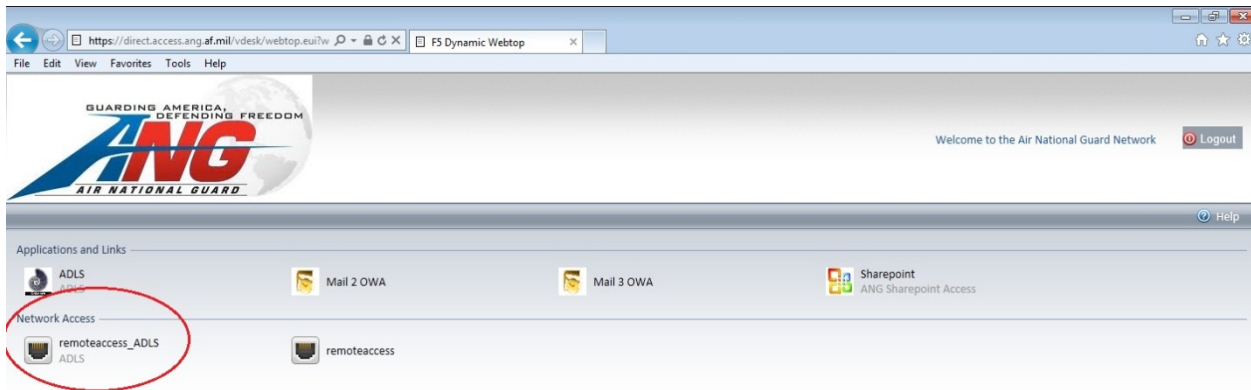 https://direct.access.ang.af.mil/vdesk/webtop.eui?w
F5 Dynamic Webtop
File Edit View Favorites Tools Help
GUARDING AMERICA,
DEFENDING FREEDOM
ANG
AIR NATIONAL GUARD
Welcome to the Air National Guard Network
Logout
Help
Applications and Links
ADLS
ADLS
Mail 2 OWA
Mail 3 OWA
Sharepoint
ANG Sharepoint Access
Network Access
remoteaccess_ADLS
ADLS
remoteaccess